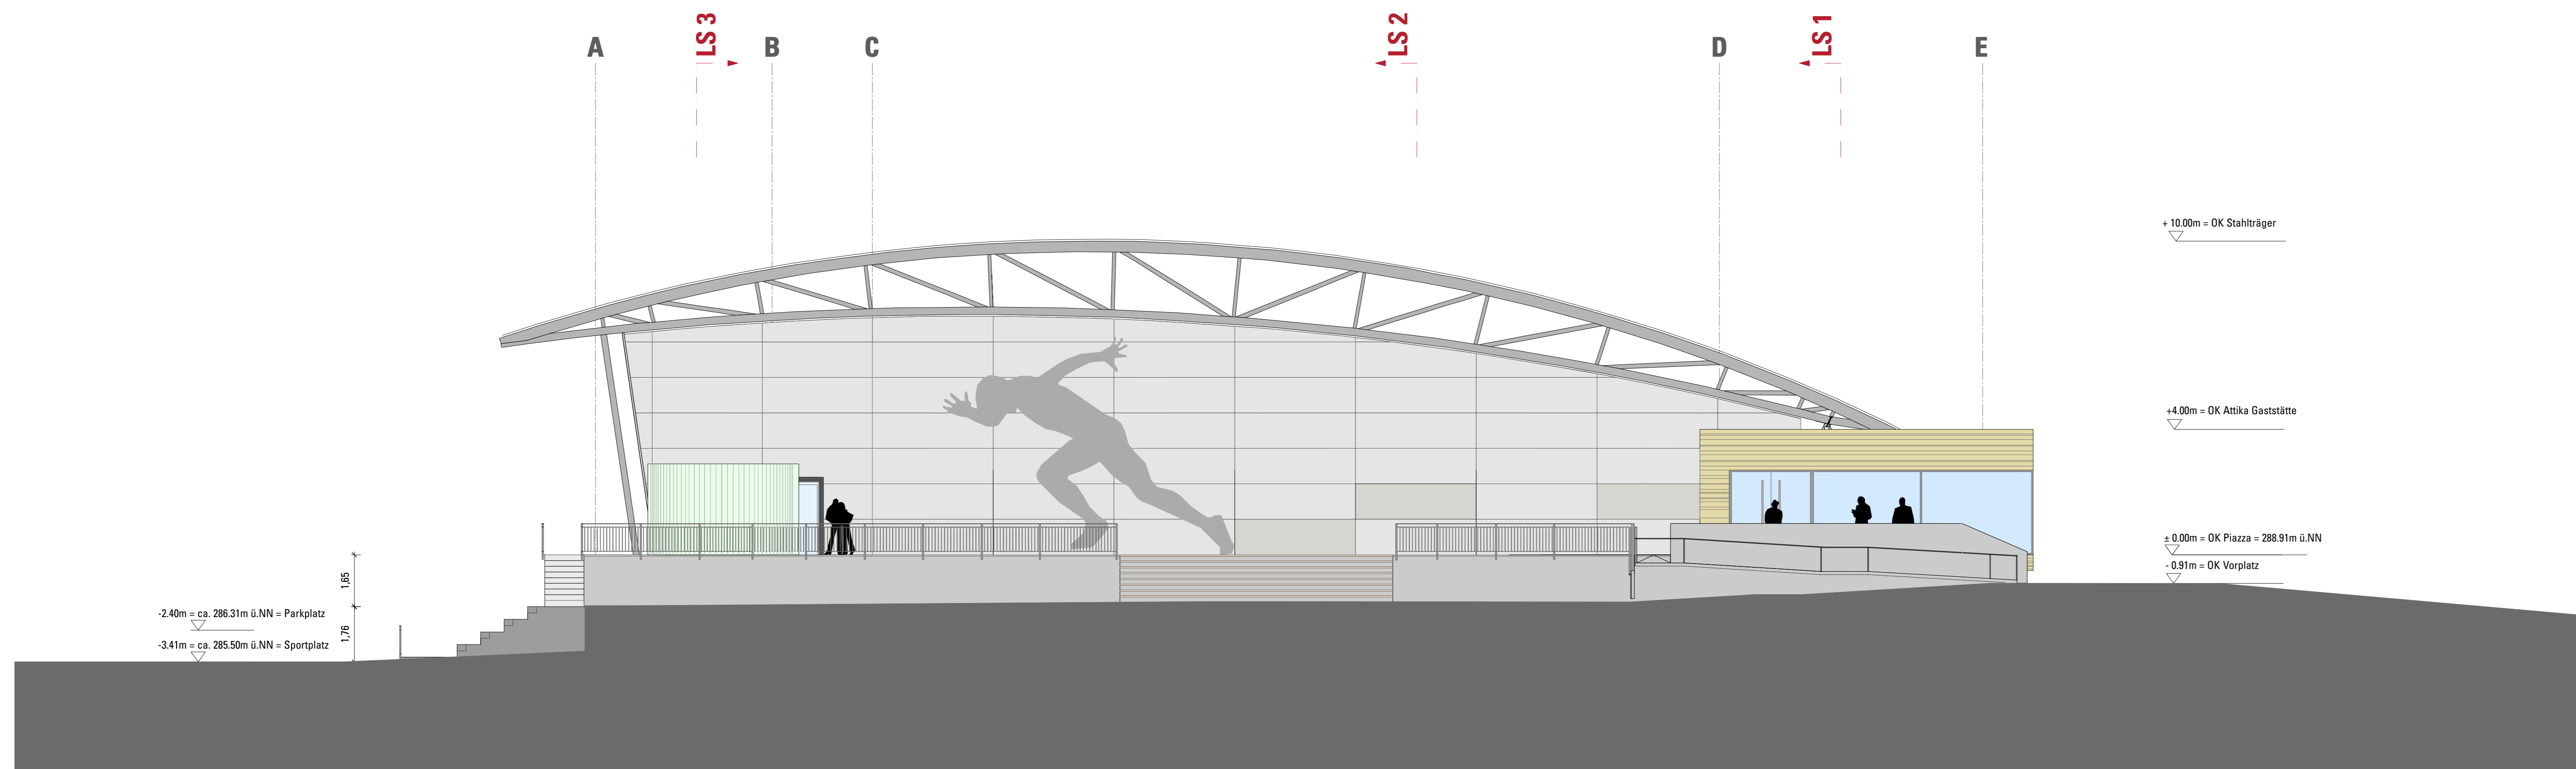 A
LS 3
B
C
LS 2
D
LS 1
E
+ 10.00m = OK Stahlträger
+4.00m = OK Attika Gaststätte
± 0.00m = OK Piazza = 288.91m ü.NN
- 0.91m = OK Vorplatz
1,65
-2.40m = ca. 286.31m ü.NN = Parkplatz
1,76
-3.41m = ca. 285.50m ü.NN = Sportplatz